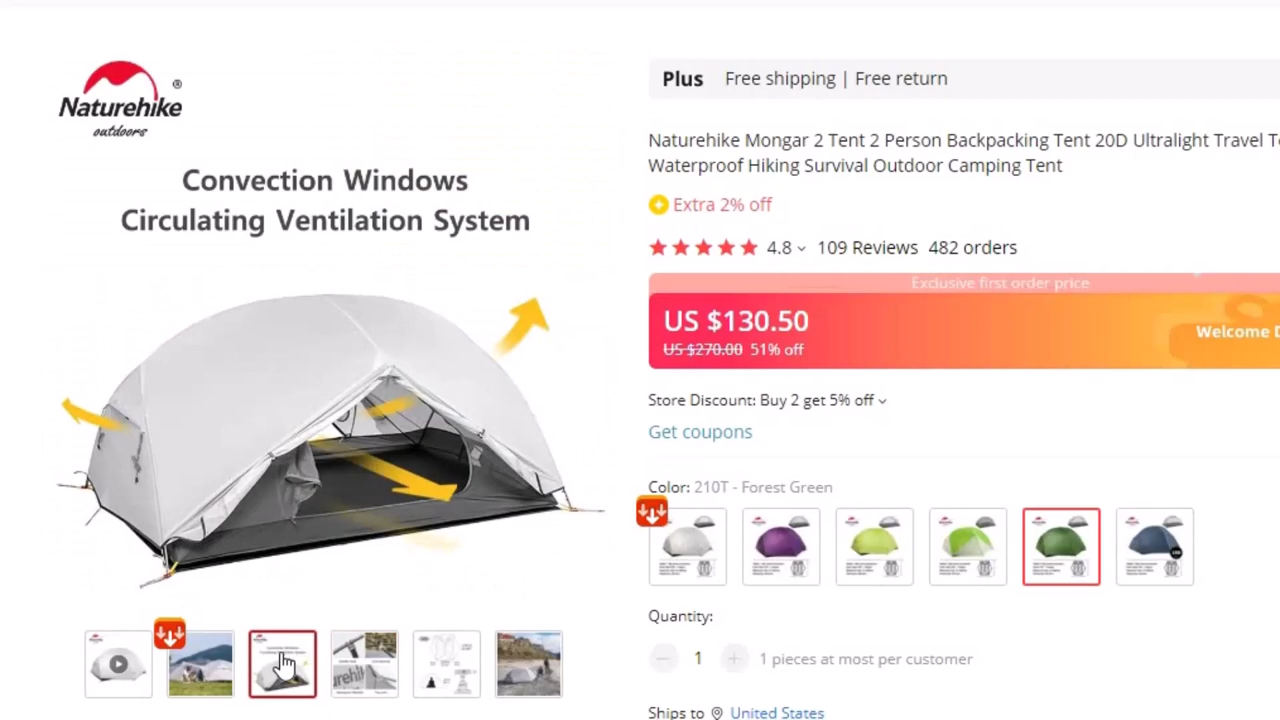 Naturehike
®
outdoors
Convection Windows
Circulating Ventilation System
Plus Free shipping | Free return
Naturehike Mongar 2 Tent 2 Person Backpacking Tent 20D Ultralight Travel
Waterproof Hiking Survival Outdoor Camping Tent
Extra 2% off
4.8 109 Reviews 482 orders
Exclusive first order price
US $130.50
US $270.00 51% off
Welcome
Store Discount: Buy 2 get 5% off
Get coupons
Color: 210T - Forest Green
Quantity:
1 1 pieces at most per customer
Ships to United States